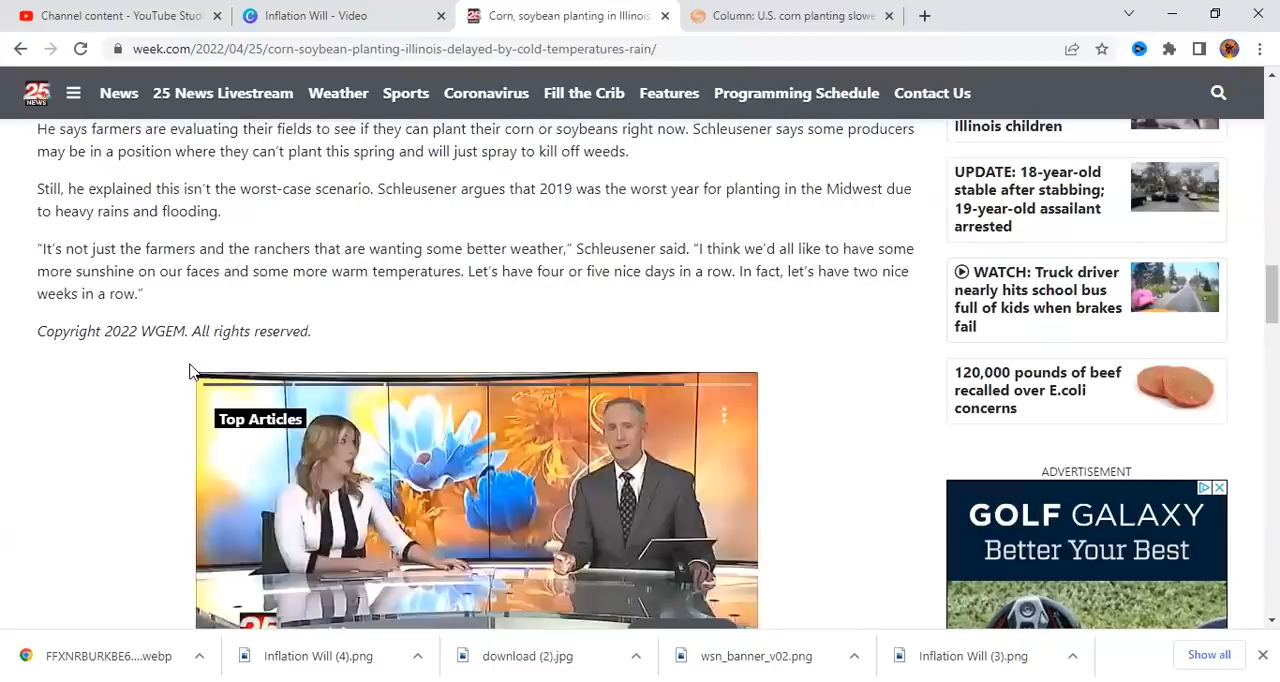 Channel content - YouTube Stud
Inflation Will - Video
Corn, soybean planting in Illinois
Column: U.S. corn planting slowe
week.com/2022/04/25/corn-soybean-planting-illinois-delayed-by-cold-temperatures-rain/
25 NEWS
News 25 News Livestream Weather Sports Coronavirus Fill the Crib Features Programming Schedule Contact Us
He says farmers are evaluating their fields to see if they can plant their corn or soybeans right now. Schleusener says some producers
may be in a position where they can’t plant this spring and will just spray to kill off weeds.
Still, he explained this isn’t the worst-case scenario. Schleusener argues that 2019 was the worst year for planting in the Midwest due
to heavy rains and flooding.
“It’s not just the farmers and the ranchers that are wanting some better weather,” Schleusener said. “I think we’d all like to have some
more sunshine on our faces and some more warm temperatures. Let’s have four or five nice days in a row. In fact, let’s have two nice
weeks in a row.”
Copyright 2022 WGEM. All rights reserved.
Top Articles
25
Illinois children
UPDATE: 18-year-old
stable after stabbing;
19-year-old assailant
arrested
WATCH: Truck driver
nearly hits school bus
full of kids when brakes
fail
120,000 pounds of beef
recalled over E.coli
concerns
ADVERTISEMENT
GOLF GALAXY
Better Your Best
FFXNRBURKBE6....webp
Inflation Will (4).png
download (2).jpg
wsn_banner_v02.png
Inflation Will (3).png
Show all